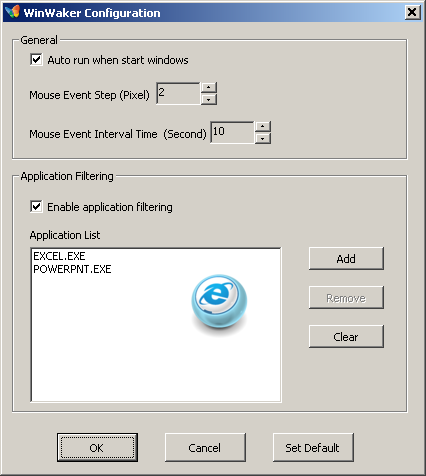 WinWaker Configuration
General
Auto run when start windows
Mouse Event Step (Pixel) 2
Mouse Event Interval Time (Second) 10
Application Filtering
Enable application filtering
Application List
EXCEL.EXE
POWERPNT.EXE
Add
Remove
Clear
OK Cancel Set Default